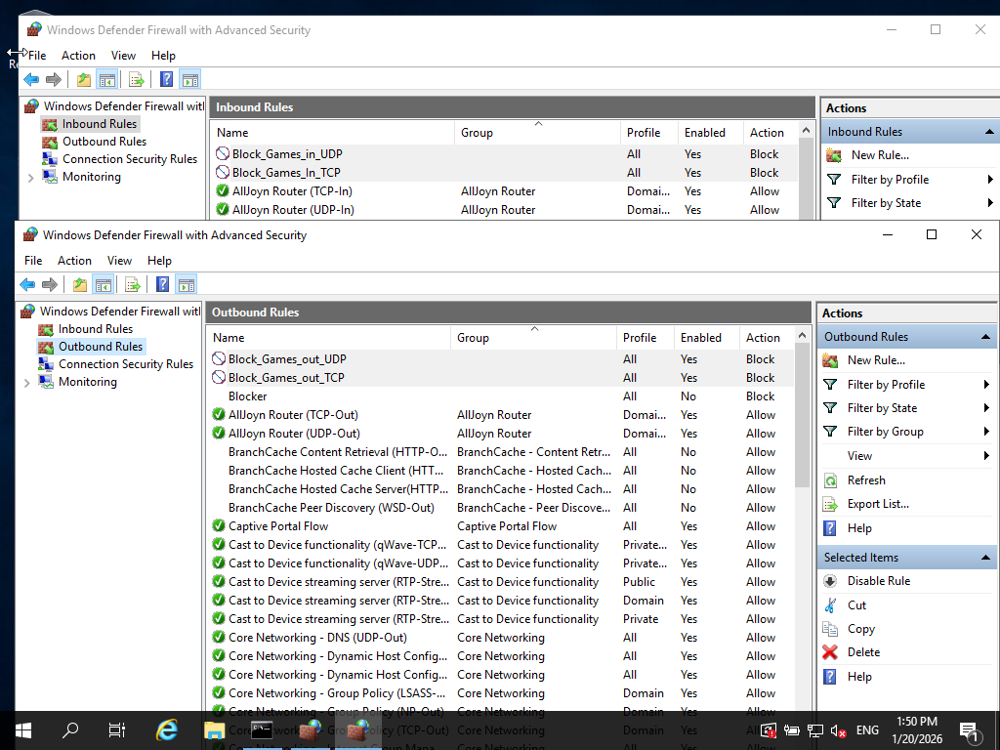 Windows Defender Firewall with Advanced Security
File Action View Help
Windows Defender Firewall wit
Inbound Rules
Outbound Rules
Connection Security Rules
Monitoring
Inbound Rules
Name Group Profile Enabled Action
Block_Games_in_UDP All Yes Block
Block_Games_In_TCP All Yes Block
AllJoyn Router (TCP-In) AllJoyn Router Domai... Yes Allow
AllJoyn Router (UDP-In) AllJoyn Router Domai... Yes Allow
Actions
Inbound Rules
New Rule...
Filter by Profile
Filter by State
Windows Defender Firewall with Advanced Security
File Action View Help
Windows Defender Firewall wit
Inbound Rules
Outbound Rules
Connection Security Rules
Monitoring
Outbound Rules
Name Group Profile Enabled Action
Block_Games_out_UDP All Yes Block
Block_Games_out_TCP All Yes Block
Blocker All No Block
AllJoyn Router (TCP-Out) AllJoyn Router Domai... Yes Allow
AllJoyn Router (UDP-Out) AllJoyn Router Domai... Yes Allow
BranchCache Content Retrieval (HTTP-O... BranchCache - Content Retr... All No Allow
BranchCache Hosted Cache Client (HTT... BranchCache - Hosted Cach... All No Allow
BranchCache Hosted Cache Server(HTTP... BranchCache - Hosted Cach... All No Allow
BranchCache Peer Discovery (WSD-Out) BranchCache - Peer Discove... All No Allow
Captive Portal Flow Captive Portal Flow All Yes Allow
Cast to Device functionality (qWave-TCP... Cast to Device functionality Private... Yes Allow
Cast to Device functionality (qWave-UDP... Cast to Device functionality Private... Yes Allow
Cast to Device streaming server (RTP-Stre... Cast to Device functionality Public Yes Allow
Cast to Device streaming server (RTP-Stre... Cast to Device functionality Domain Yes Allow
Cast to Device streaming server (RTP-Stre... Cast to Device functionality Private Yes Allow
Core Networking - DNS (UDP-Out) Core Networking All Yes Allow
Core Networking - Dynamic Host Config... Core Networking All Yes Allow
Core Networking - Dynamic Host Config... Core Networking All Yes Allow
Core Networking - Group Policy (LSASS-... Core Networking Domain Yes Allow
Core Networking - Group Policy (NP-Out) Core Networking Domain Yes Allow
Core Networking - Group Policy (TCP-Out) Core Networking Domain Yes Allow
Actions
Outbound Rules
New Rule...
Filter by Profile
Filter by State
Filter by Group
View
Refresh
Export List...
Help
Selected Items
Disable Rule
Cut
Copy
Delete
Help
ENG
1:50 PM
1/20/2026
1